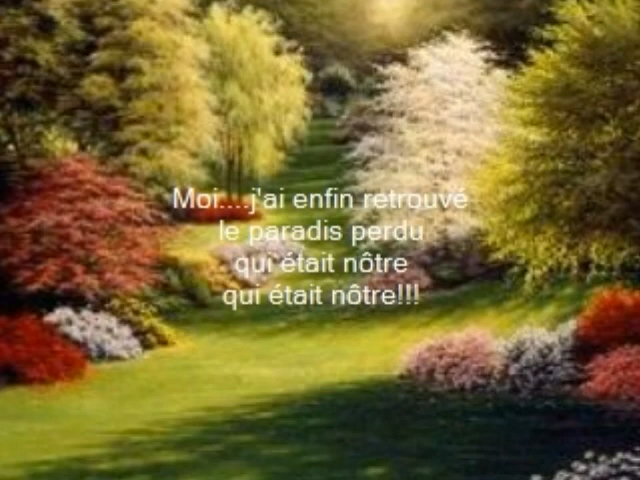 Moi....j'ai enfin retrouvé
le paradis perdu
qui était nôtre
qui était nôtre!!!